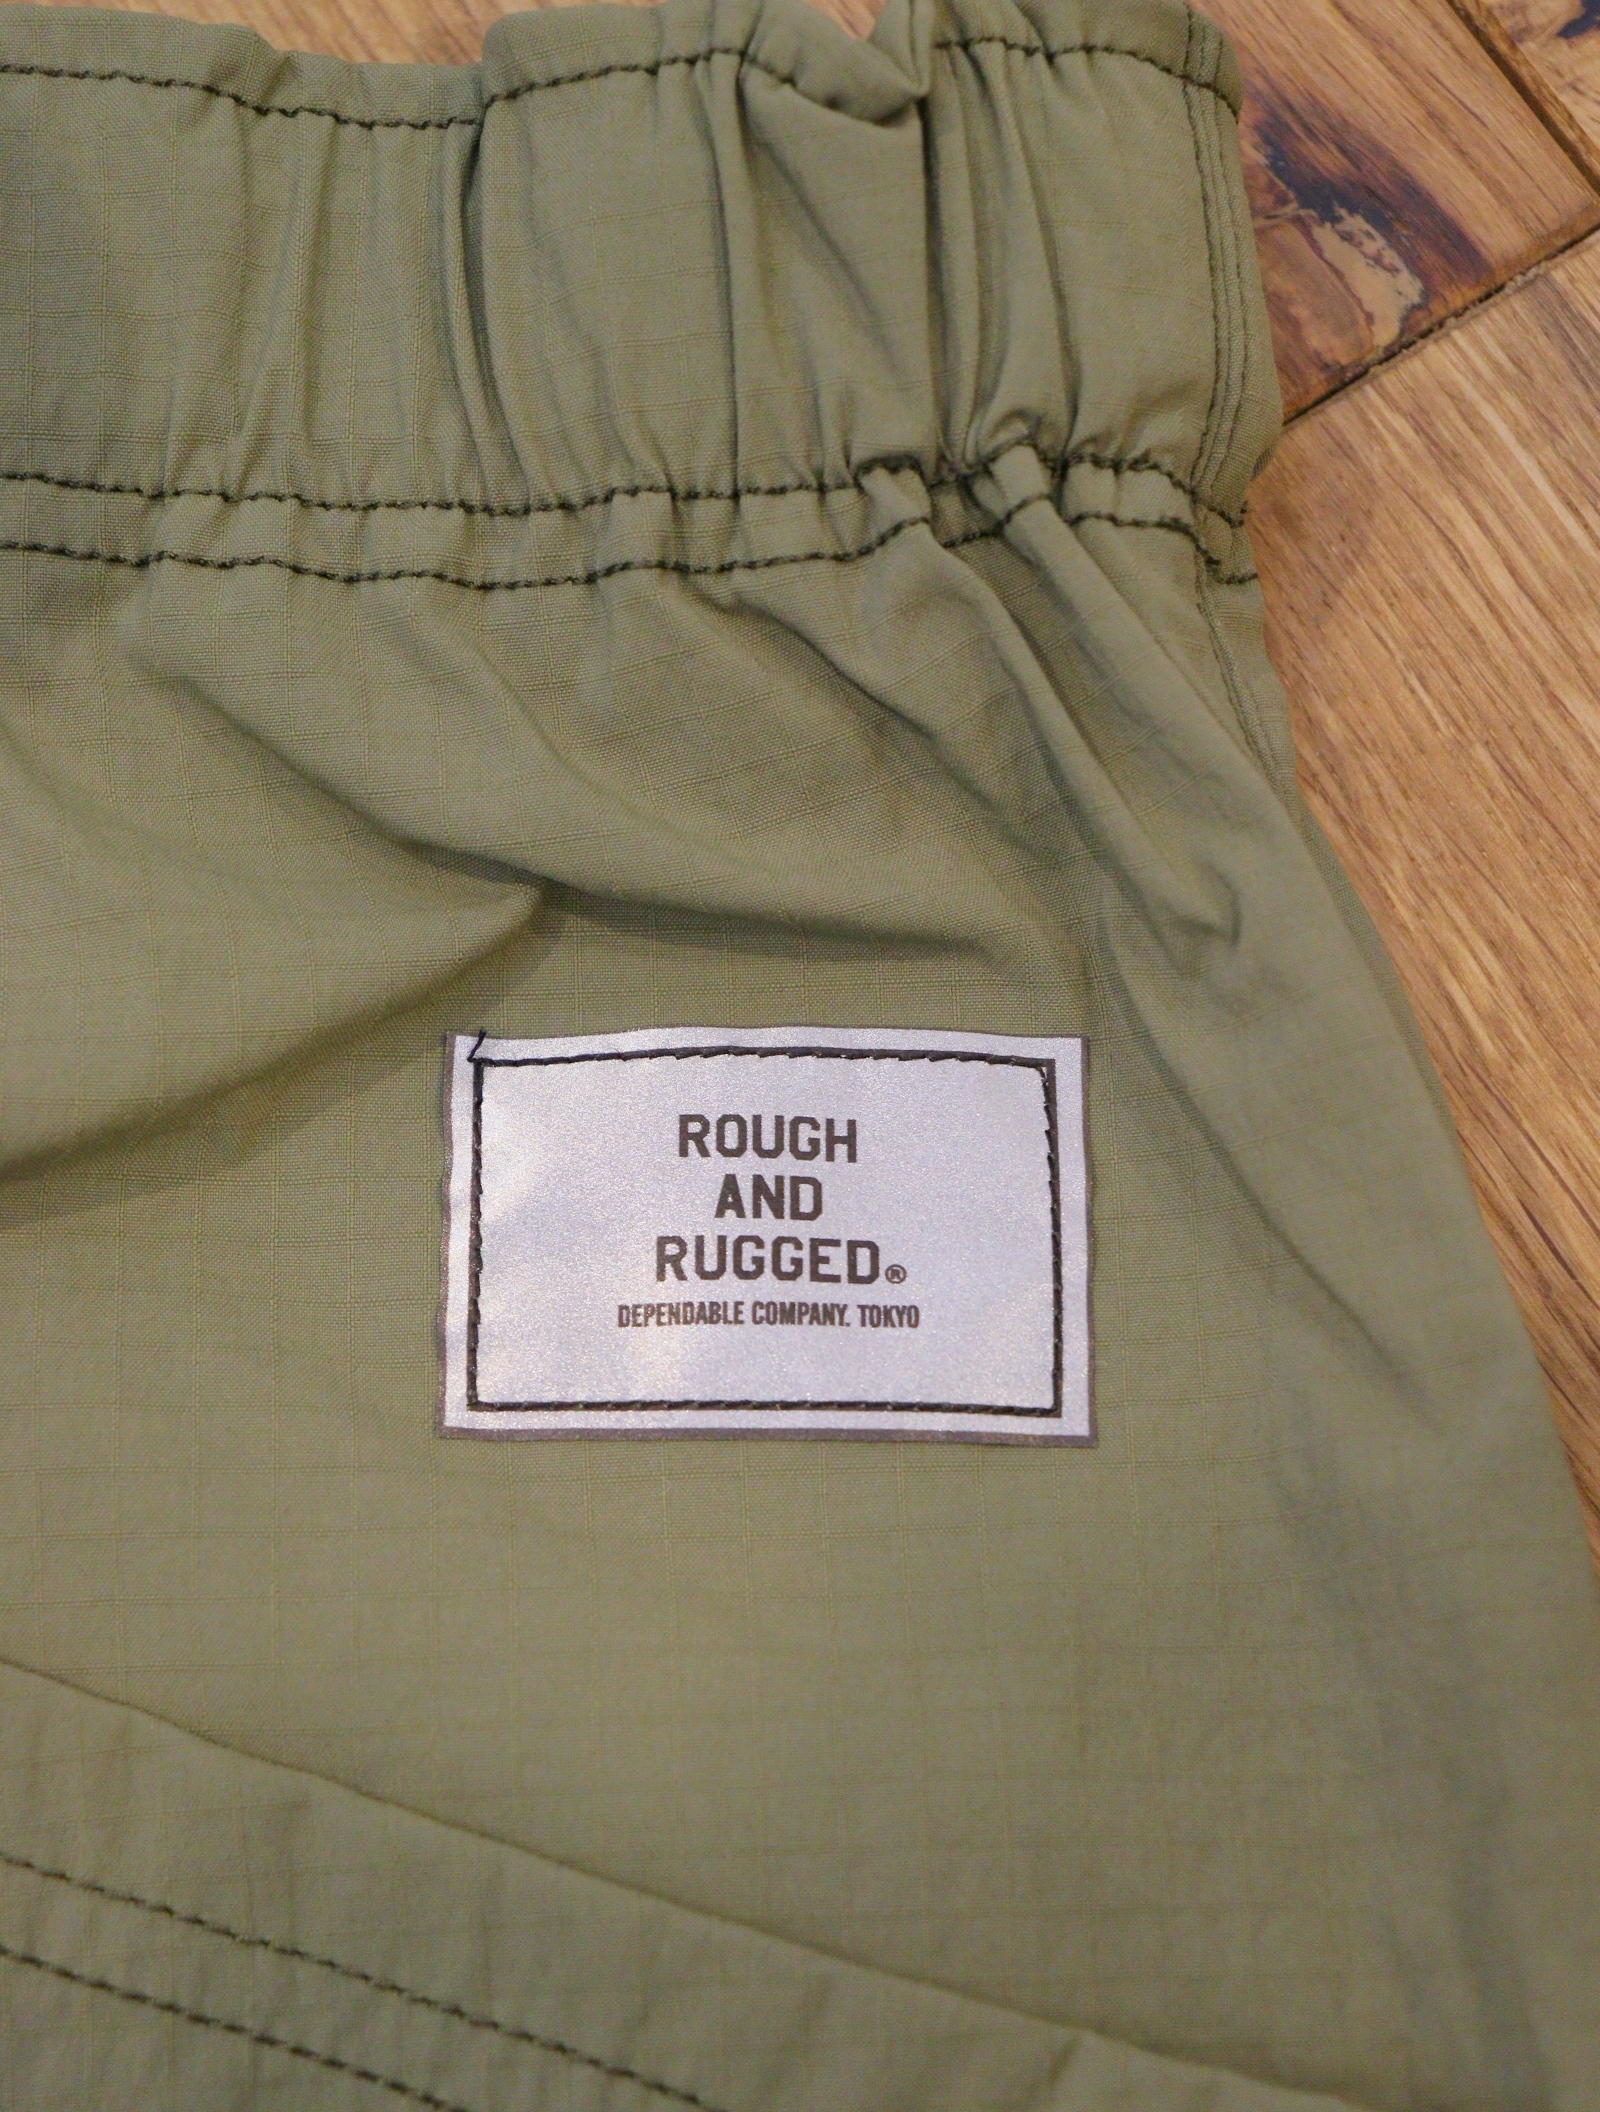 ROUGH
AND
RUGGED®
DEPENDABLE COMPANY. TOKYO